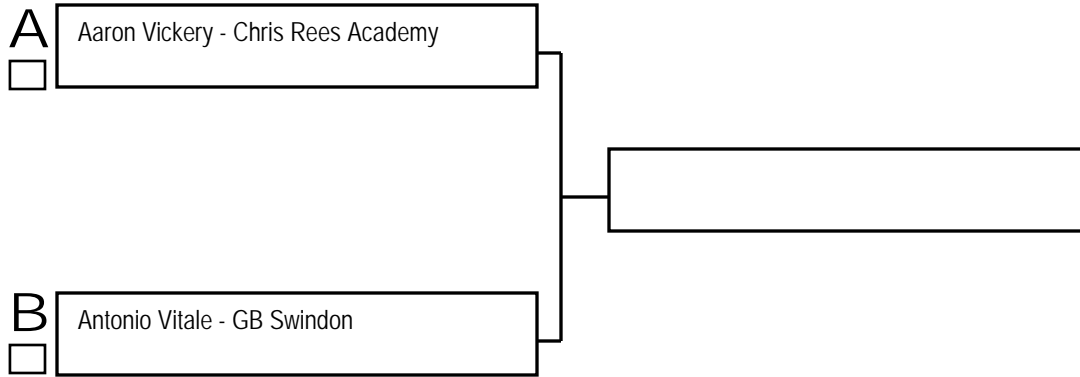 A
Aaron Vickery - Chris Rees Academy
B
Antonio Vitale - GB Swindon